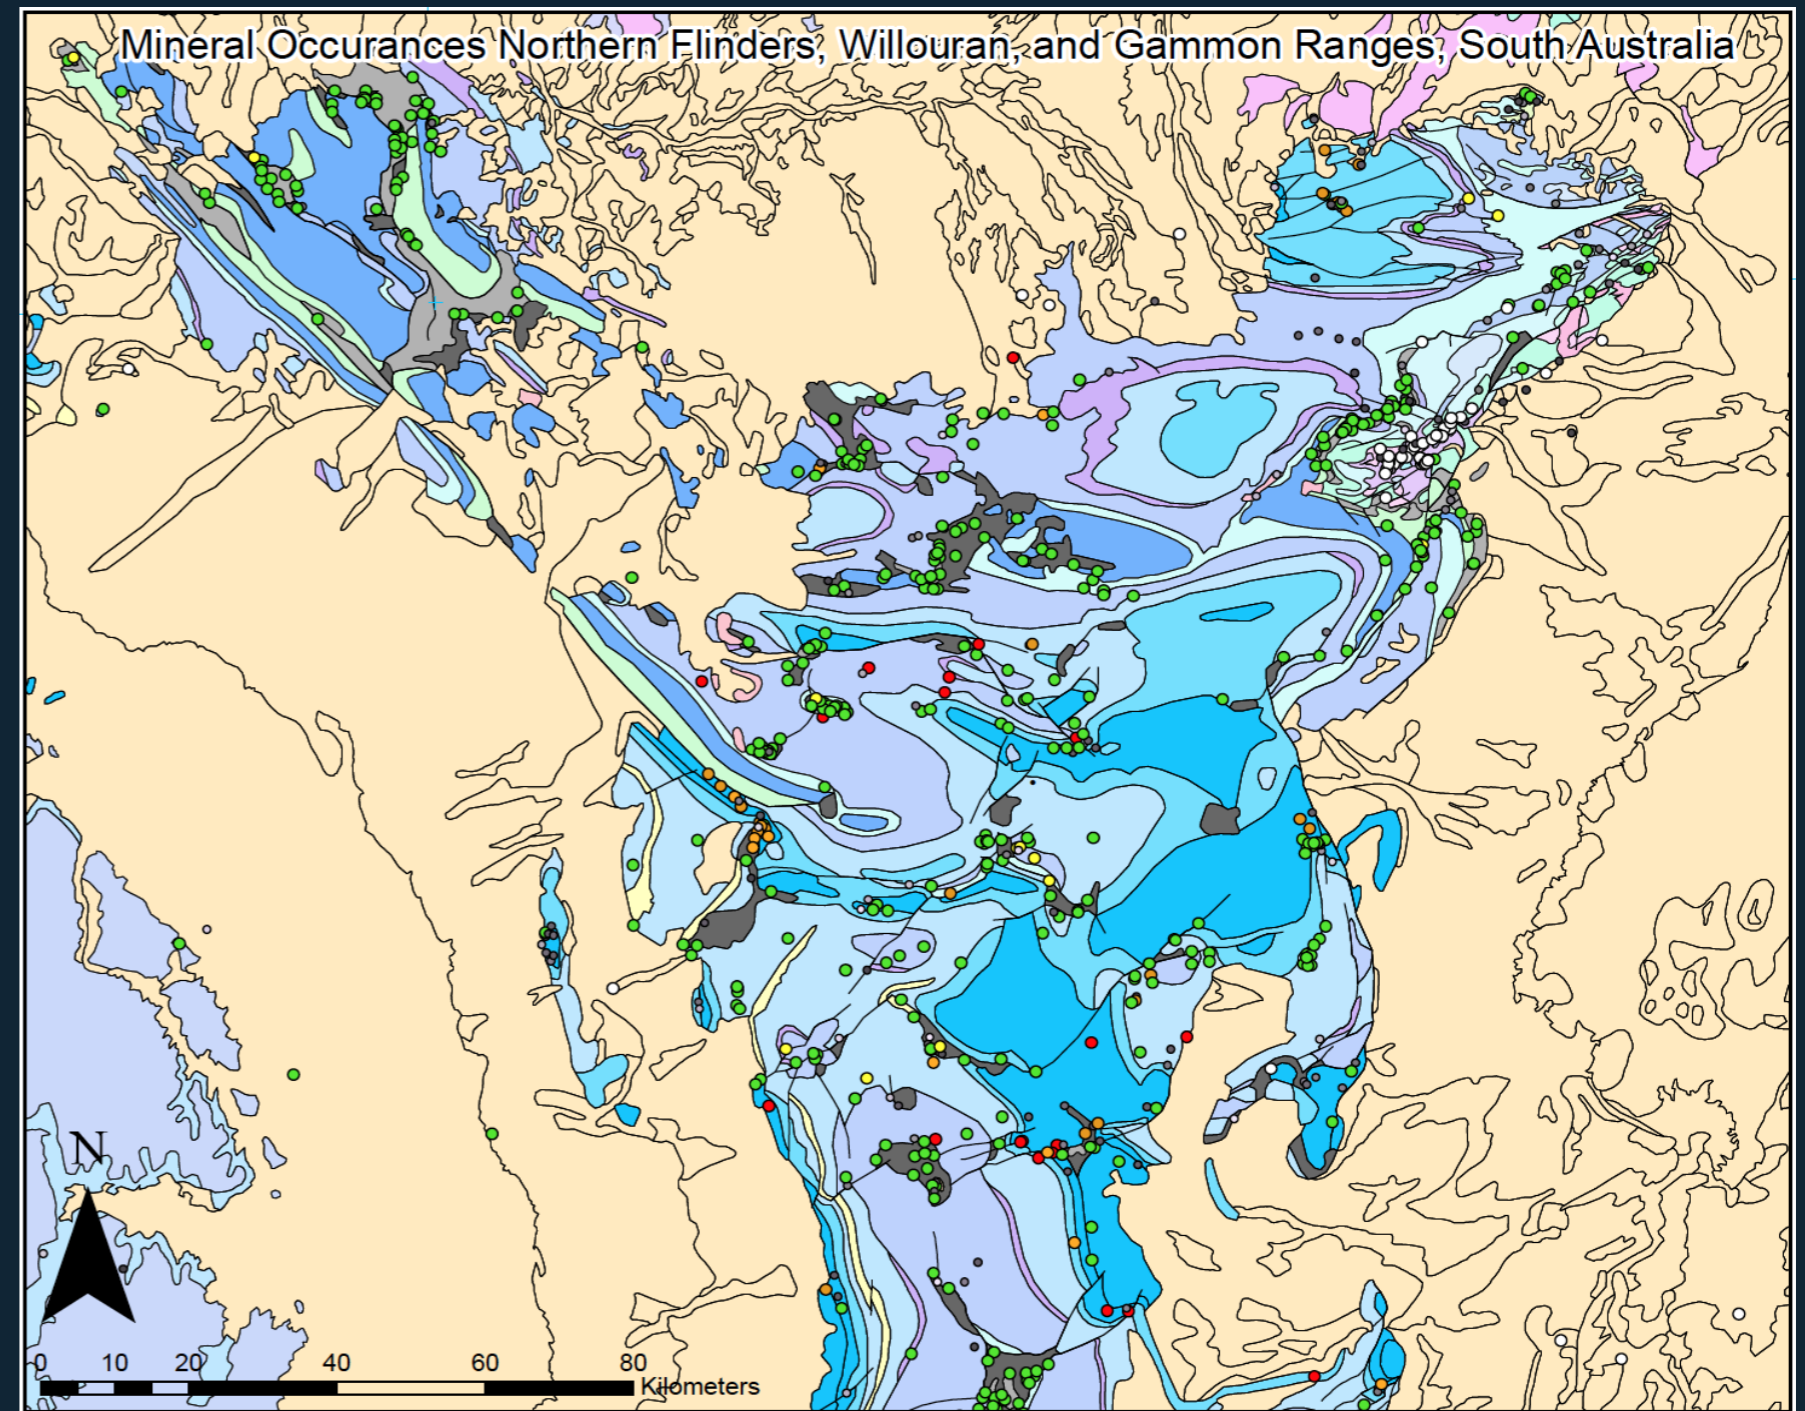 Mineral Occurances Northern Flinders, Willouran, and Gammon Ranges, South Australia
N
0 10 20 40 60 80
Kilometers